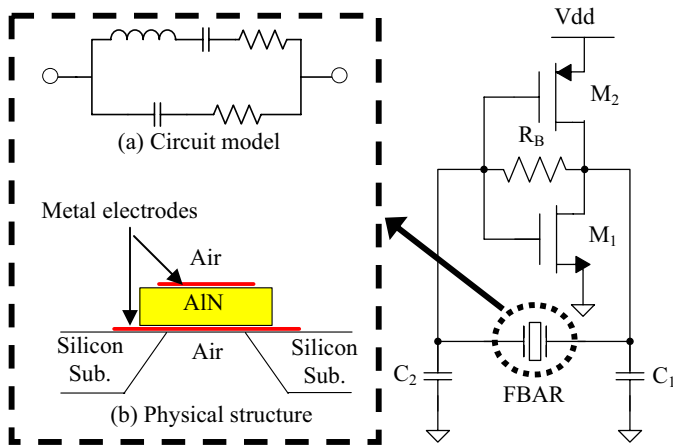 (a) Circuit model
Metal electrodes
Air
AlN
Silicon
Sub.
Air
Silicon
Sub.
(b) Physical structure
Vdd
M2
RB
M1
C2
FBAR
C1